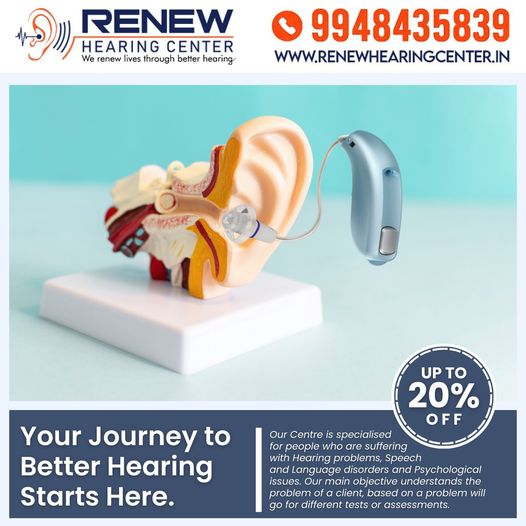 RENEW
HEARING CENTER
We renew lives through better hearing
9948435839
WWW.RENEWHEARINGCENTER.IN
UP TO
20%
OFF
Your Journey to
Better Hearing
Starts Here.
Our Centre is specialised
for people who are suffering
with Hearing problems, Speech
and Language disorders and Psychological
issues. Our main objective understands the
problem of a client, based on a problem will
go for different tests or assessments.